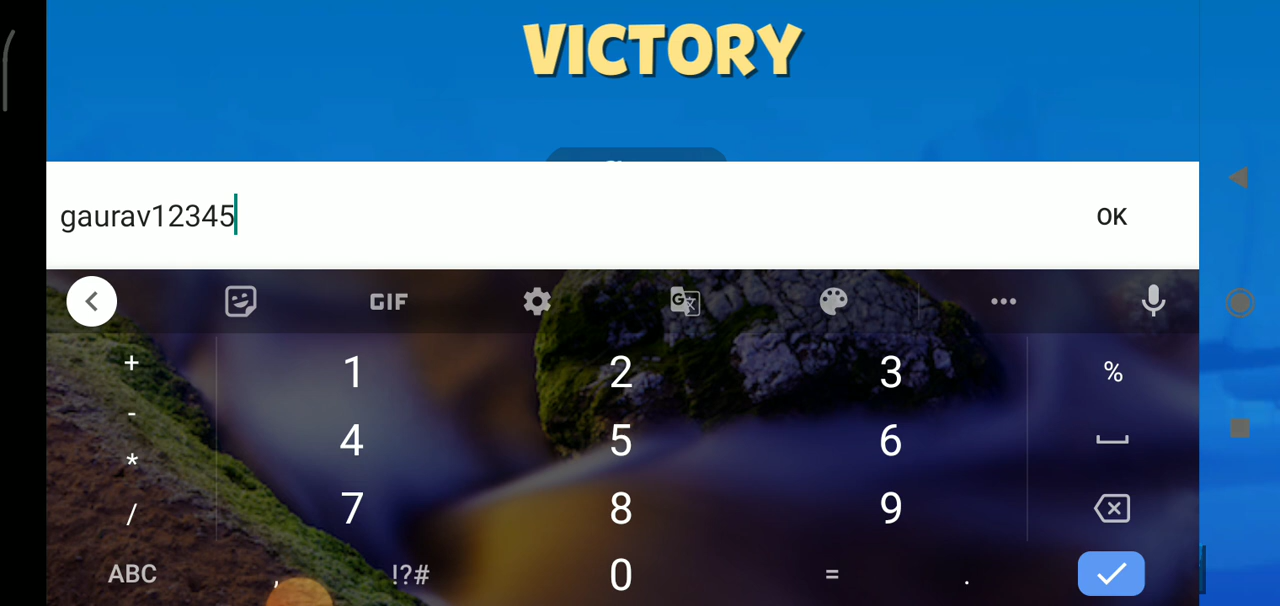 VICTORY
gaurav12345
OK
GIF
+ 1 2 3 %
- 4 5 6
*
/ 7 8 9
ABC , !?# 0 = .